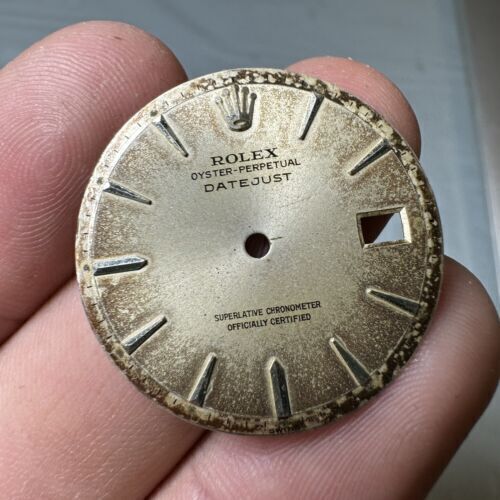 ROLEX
OYSTER-PERPETUAL
DATEJUST
SUPERLATIVE CHRONOMETER
OFFICIALLY CERTIFIED